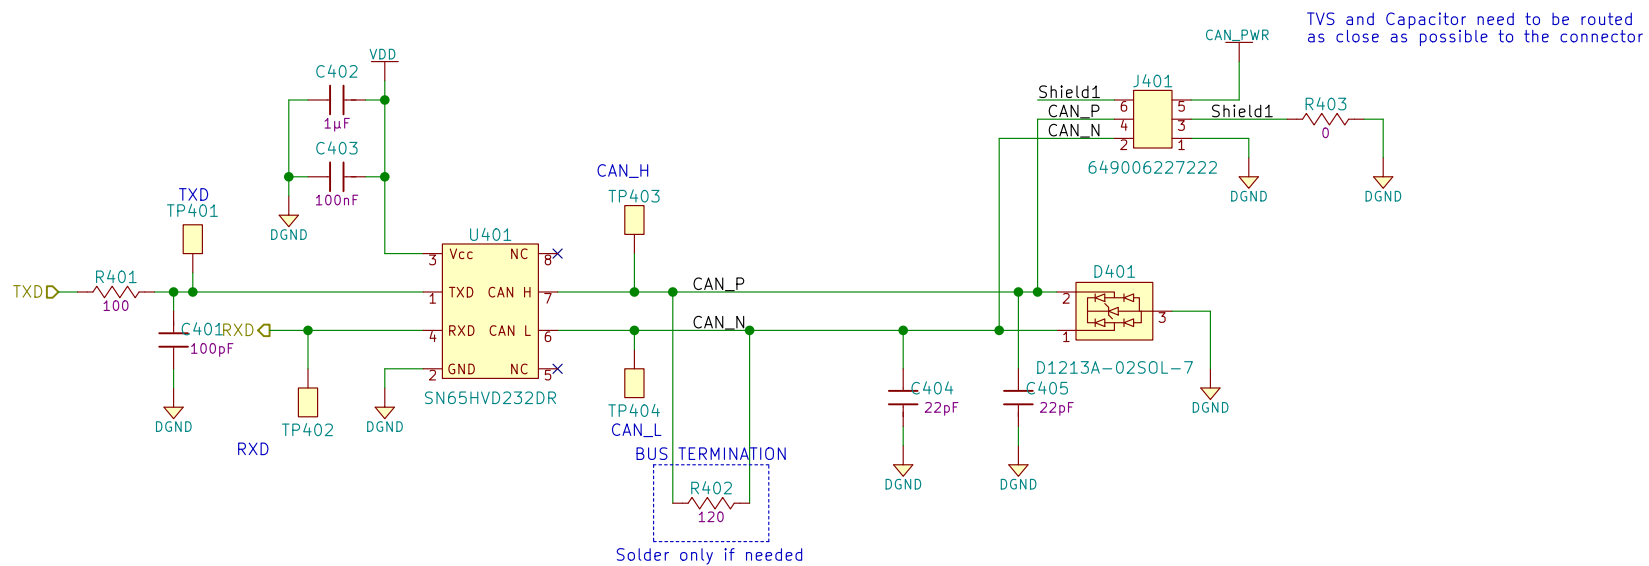 TVS and Capacitor need to be routed
as close as possible to the connector
CAN_PWR
VDD
C402
1µF
J401
Shield1
6
5
CAN_P
4
3
Shield1
R403
0
CAN_N
2
1
649006227222
DGND
DGND
C403
100nF
DGND
TXD
TP401
CAN_H
TP403
U401
3
Vcc
NC
8
TXD
R401
100
1
TXD
CAN H
7
CAN_P
D401
2
3
C401
100pF
RXD
4
RXD
CAN L
6
CAN_N
1
D1213A-02SOL-7
2
GND
NC
5
SN65HVD232DR
DGND
TP402
RXD
DGND
TP404
CAN_L
C404
22pF
C405
22pF
DGND
DGND
DGND
BUS TERMINATION
R402
120
Solder only if needed